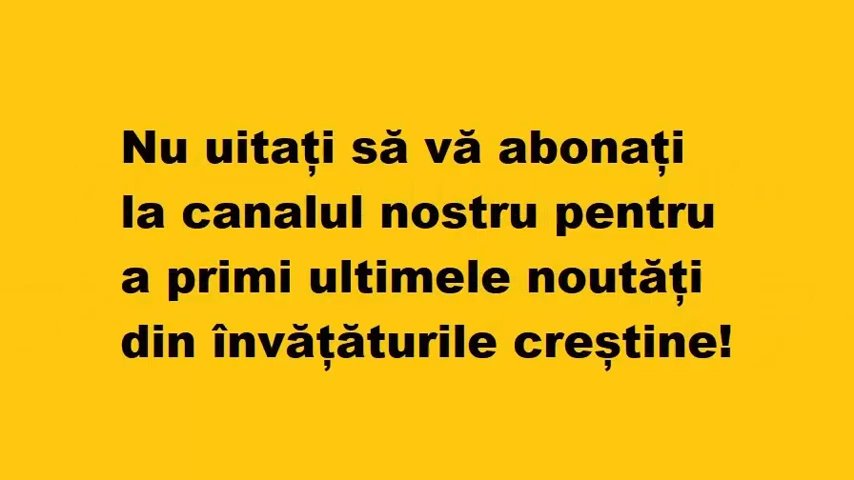 Nu uitați să vă abonați
la canalul nostru pentru
a primi ultimele noutăți
din învățăturile creștine!